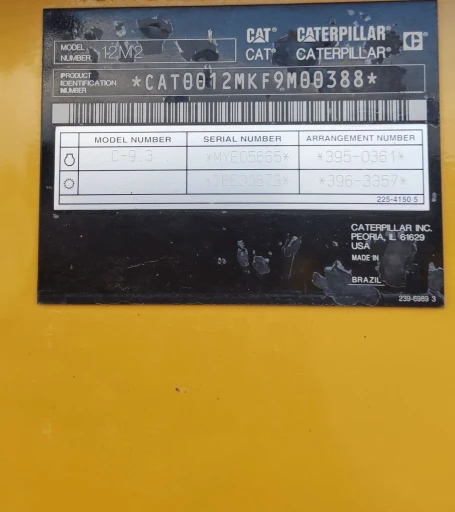 MODEL NUMBER 12M2
CAT CATERPILLAR
CAT CATERPILLAR
PRODUCT IDENTIFICATION NUMBER *CAT0012MKF9M00388*
MODEL NUMBER SERIAL NUMBER ARRANGEMENT NUMBER
C-9.3 *MYE05665* *395-0361*
*396-3357*
225-4150 5
CATERPILLAR INC.
PEORIA, IL 61629
USA
MADE IN
BRAZIL
239-6989 3